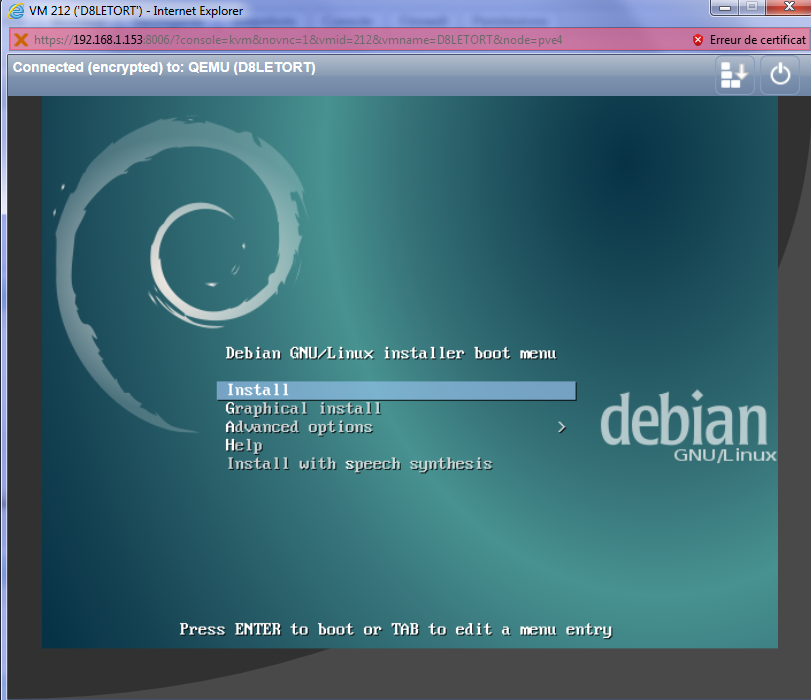 VM 212 ('D8LETORT') - Internet Explorer
https://192.168.1.153:8006/?console=kvm&novnc=1&vmid=212&vmname=D8LETORT&node=pve4
Erreur de certificat
Connected (encrypted) to: QEMU (D8LETORT)
Debian GNU/Linux installer boot menu
Install
Graphical install
Advanced options >
Help
Install with speech synthesis
debian
GNU/Linux
Press ENTER to boot or TAB to edit a menu entry